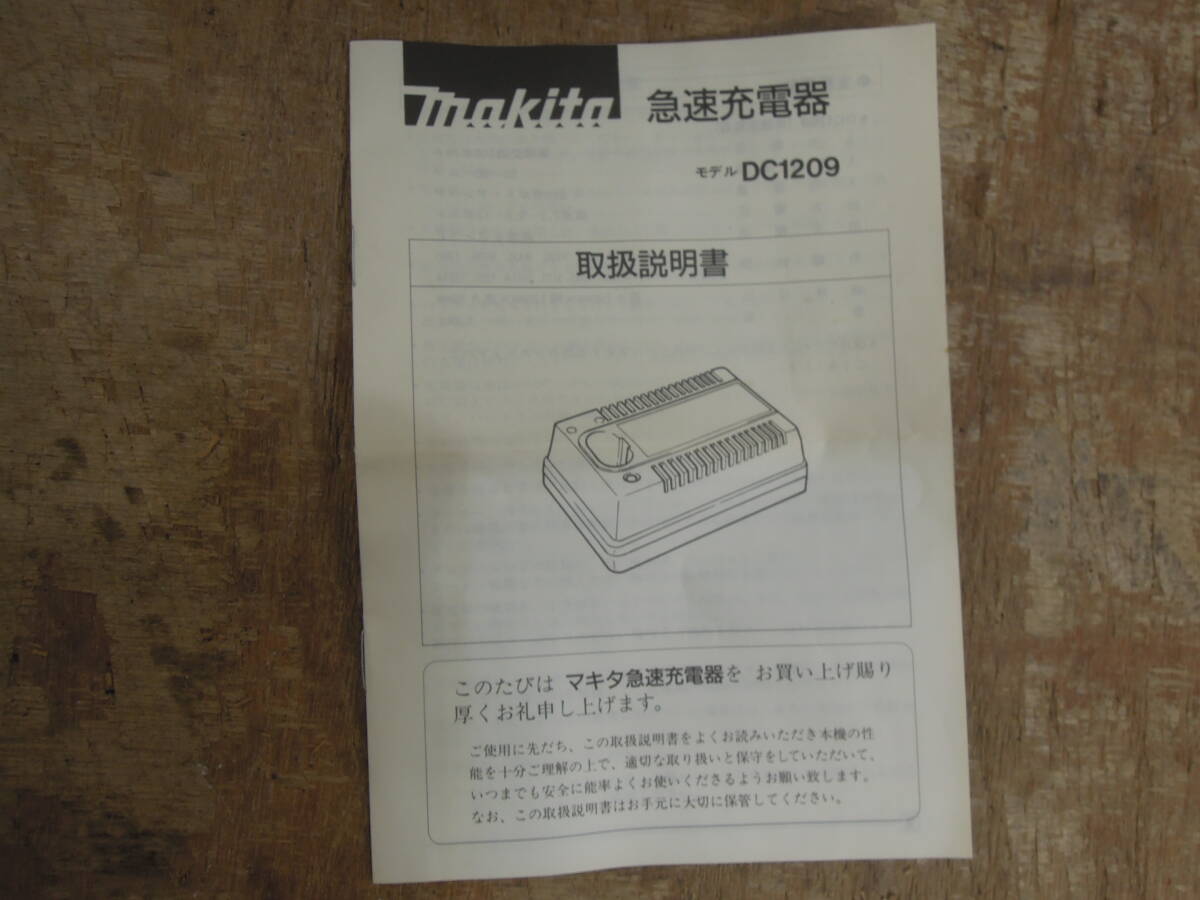 makita 急速充電器
モデル DC1209
取扱説明書
このたびは マキタ急速充電器を お買い上げ賜り
厚くお礼申し上げます。
ご使用に先だち、この取扱説明書をよくお読みいただき本機の性
能を十分ご理解の上で、適切な取り扱いと保守をしていただいて、
いつまでも安全に能率よくお使いくださるようお願い致します。
なお、この取扱説明書はお手元に大切に保管してください。